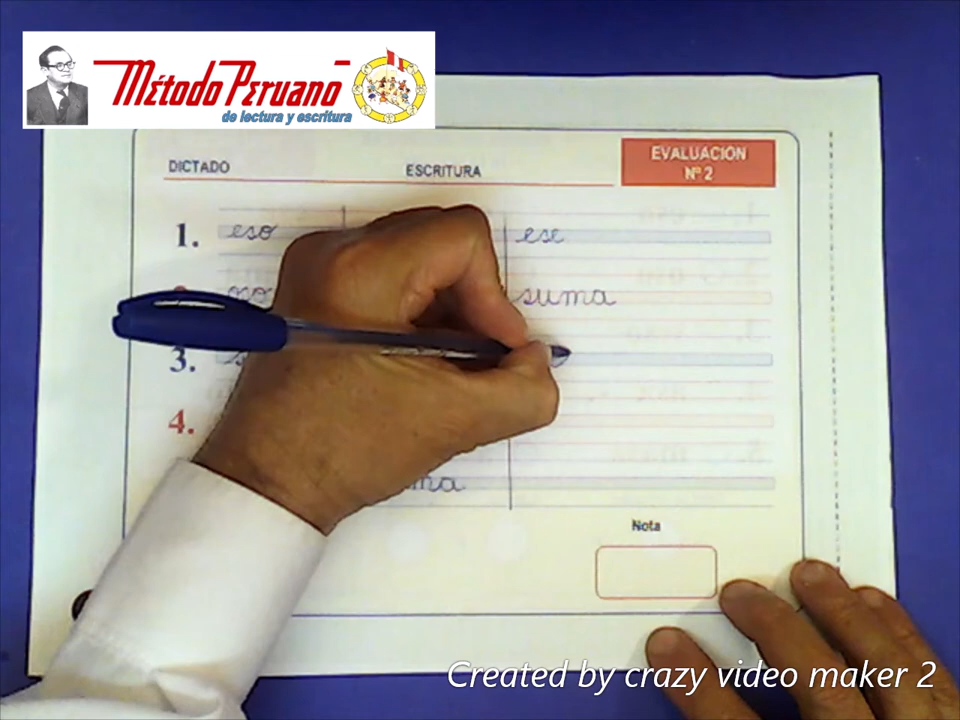 Método Peruano
de lectura y escritura
DICTADO ESCRITURA EVALUACIÓN
Nº 2
1. eso ese
suma
3.
4.
Nota
Created by crazy video maker 2